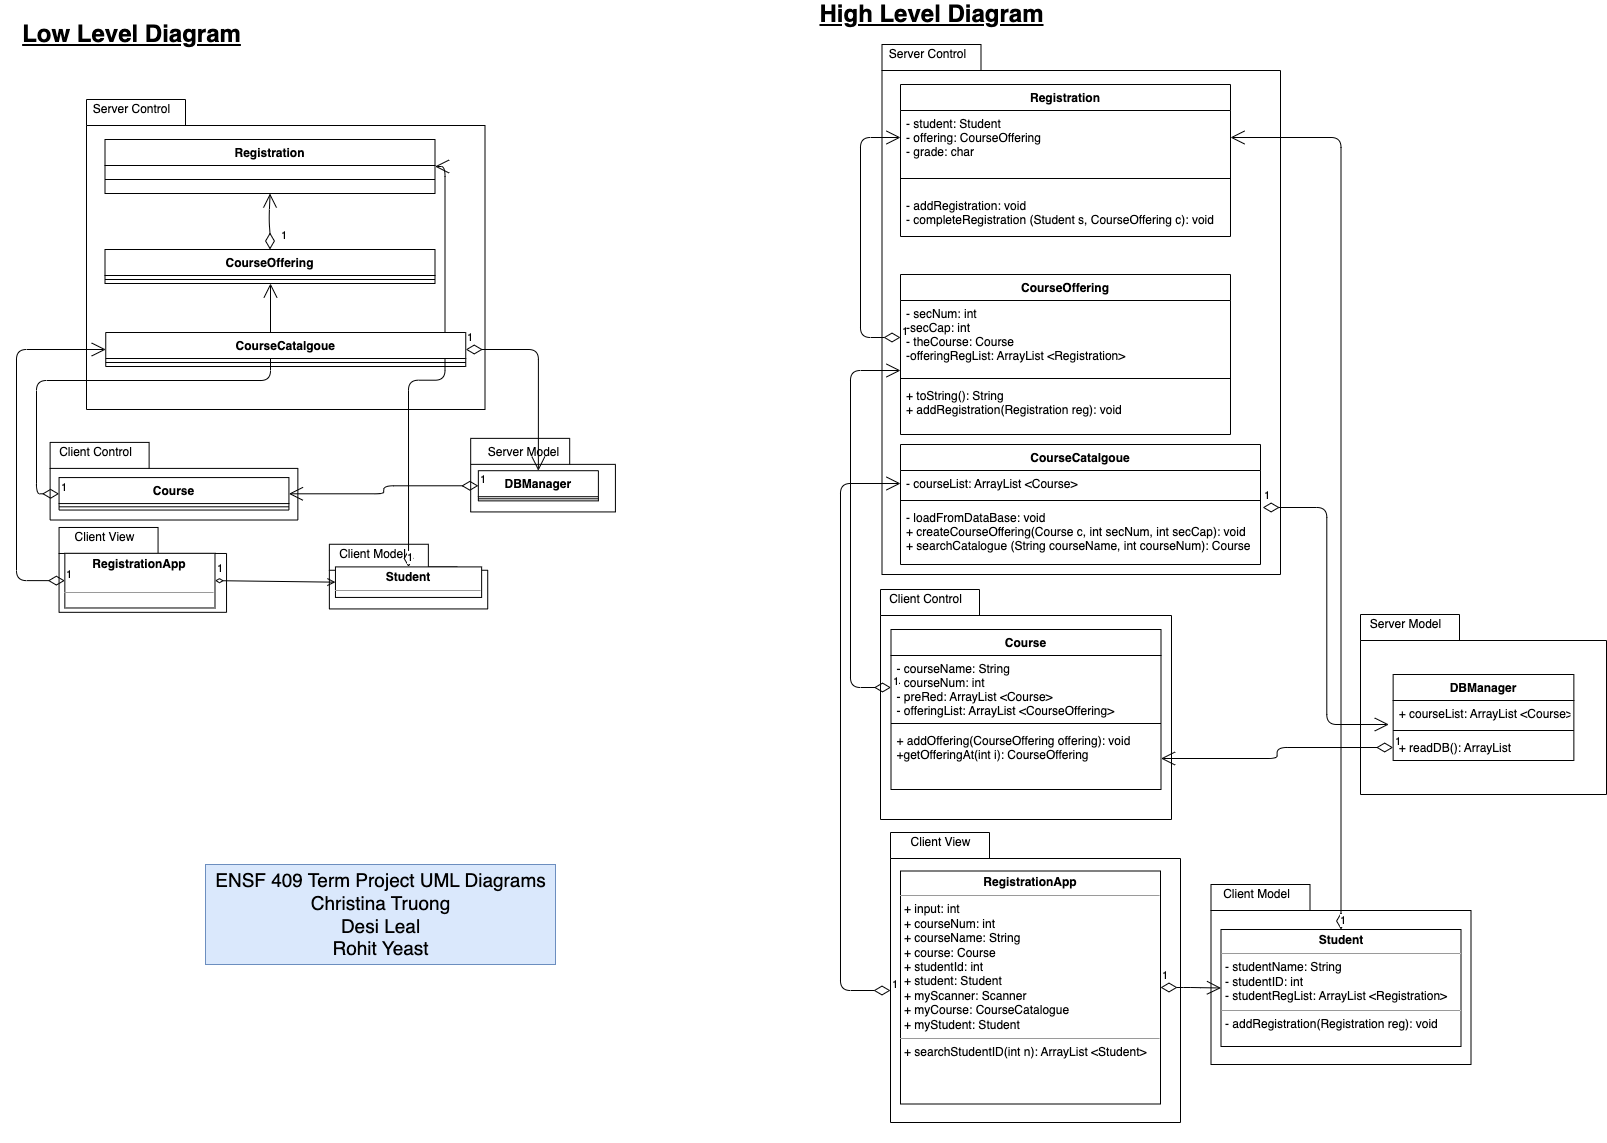 Low Level Diagram
Server Control
Registration
1
CourseOffering
CourseCatalgoue
1
Client Control
1
Course
Server Model
1
DBManager
Client View
RegistrationApp
1
1
Client Model
1
Student
ENSF 409 Term Project UML Diagrams
Christina Truong
Desi Leal
Rohit Yeast
High Level Diagram
Server Control
Registration
- student: Student
- offering: CourseOffering
- grade: char
- addRegistration: void
- completeRegistration (Student s, CourseOffering c): void
CourseOffering
- secNum: int
1
-secCap: int
- theCourse: Course
-offeringRegList: ArrayList <Registration>
+ toString(): String
+ addRegistration(Registration reg): void
CourseCatalgoue
- courseList: ArrayList <Course>
1
- loadFromDataBase: void
+ createCourseOffering(Course c, int secNum, int secCap): void
+ searchCatalogue (String courseName, int courseNum): Course
Client Control
Course
- courseName: String
1
- courseNum: int
- preRed: ArrayList <Course>
- offeringList: ArrayList <CourseOffering>
+ addOffering(CourseOffering offering): void
+getOfferingAt(int i): CourseOffering
Server Model
DBManager
+ courseList: ArrayList <Course>
1
+ readDB(): ArrayList
Client View
RegistrationApp
+ input: int
+ courseNum: int
+ courseName: String
+ course: Course
+ studentId: int
+ student: Student
+ myScanner: Scanner
+ myCourse: CourseCatalogue
+ myStudent: Student
+ searchStudentID(int n): ArrayList <Student>
1
1
Client Model
1
Student
- studentName: String
- studentID: int
- studentRegList: ArrayList <Registration>
- addRegistration(Registration reg): void